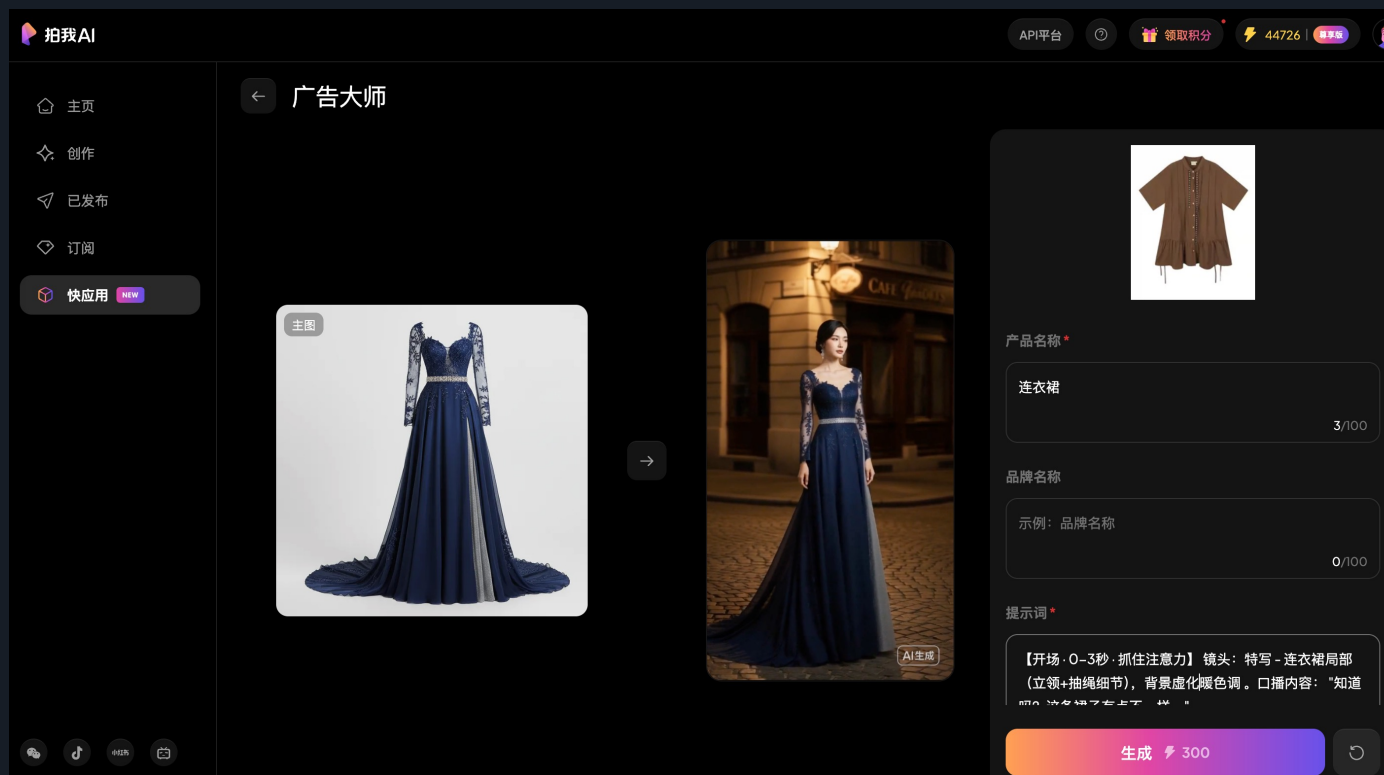 拍我AI
API平台
领取积分
44726
尊享版
主页
创作
已发布
订阅
快应用 NEW
小红书
广告大师
主图
CAFE
AI生成
产品名称*
连衣裙
3/100
品牌名称
示例：品牌名称
0/100
提示词*
【开场·0-3秒·抓住注意力】镜头：特写-连衣裙局部
（立领+抽绳细节），背景虚化暖色调。口播内容："知道
生成 300